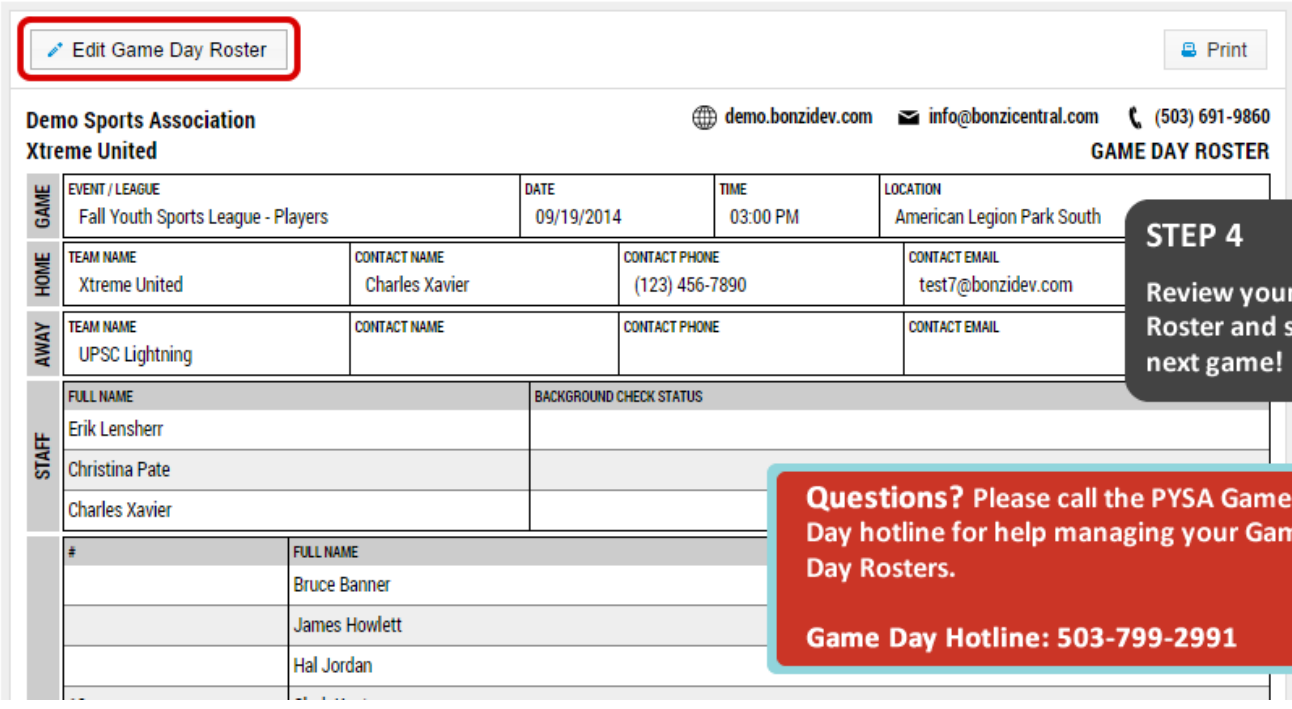 Edit Game Day Roster
Print
Demo Sports Association
demo.bonzidev.com info@bonzicentral.com (503) 691-9860
Xtreme United
GAME DAY ROSTER
GAME
EVENT / LEAGUE DATE TIME LOCATION
Fall Youth Sports League - Players 09/19/2014 03:00 PM American Legion Park South
HOME
TEAM NAME CONTACT NAME CONTACT PHONE CONTACT EMAIL
Xtreme United Charles Xavier (123) 456-7890 test7@bonzidev.com
AWAY
TEAM NAME CONTACT NAME CONTACT PHONE CONTACT EMAIL
UPSC Lightning
STEP 4
Review your
Roster and s
next game!
STAFF
FULL NAME BACKGROUND CHECK STATUS
Erik Lensherr
Christina Pate
Charles Xavier
# FULL NAME
Bruce Banner
James Howlett
Hal Jordan
Questions? Please call the PYSA Game
Day hotline for help managing your Gam
Day Rosters.
Game Day Hotline: 503-799-2991